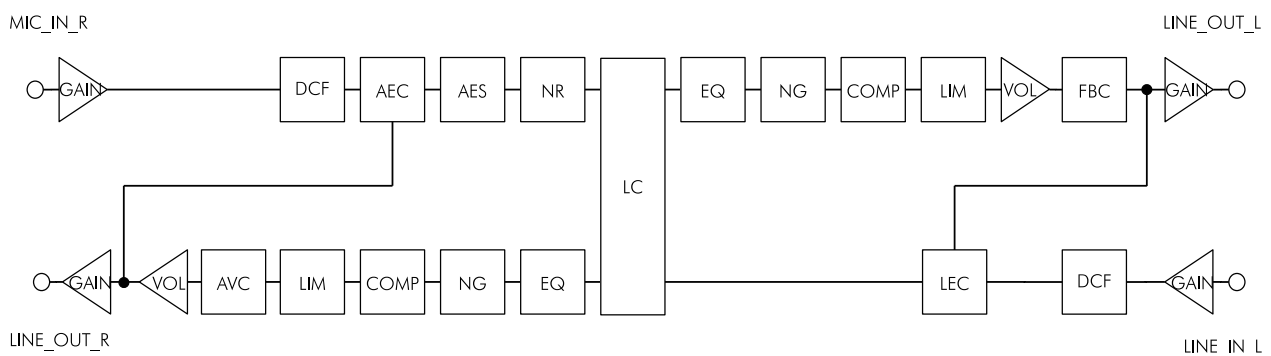 MIC_IN_R
LINE_OUT_L
GAIN
DCF
AEC
AES
NR
LC
EQ
NG
COMP
LIM
VOL
FBC
GAIN
GAIN
VOL
AVC
LIM
COMP
NG
EQ
LEC
DCF
GAIN
LINE_OUT_R
LINE_IN_L